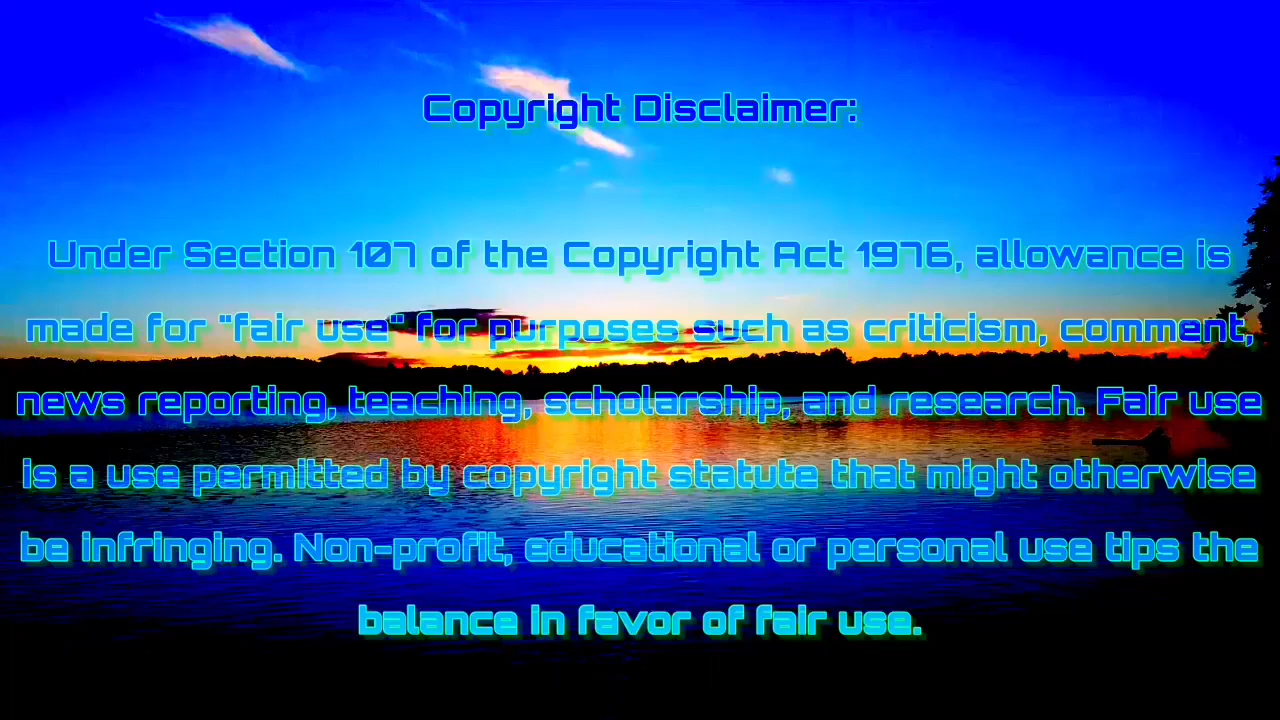 Copyright Disclaimer:
Under Section 107 of the Copyright Act 1976, allowance is
made for "fair use" for purposes such as criticism, comment,
news reporting, teaching, scholarship, and research. Fair use
is a use permitted by copyright statute that might otherwise
be infringing. Non-profit, educational or personal use tips the
balance in favor of fair use.